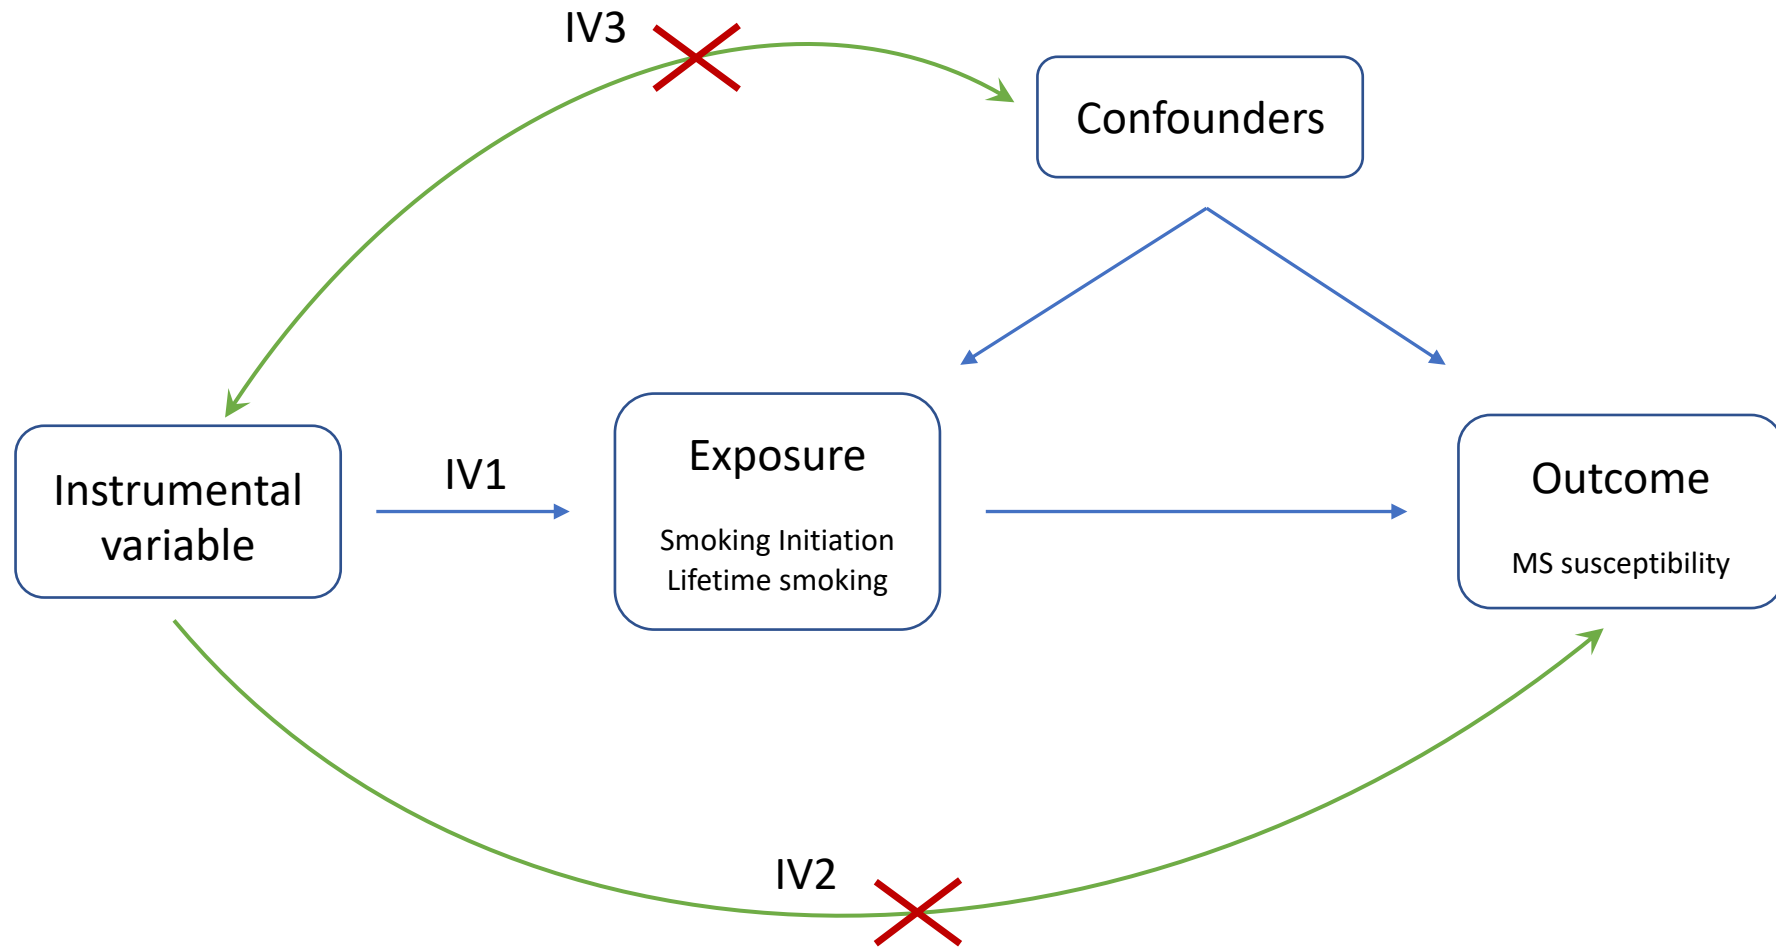 IV3
Confounders
Instrumental
variable
IV1
Exposure
Smoking Initiation
Lifetime smoking
Outcome
MS susceptibility
IV2